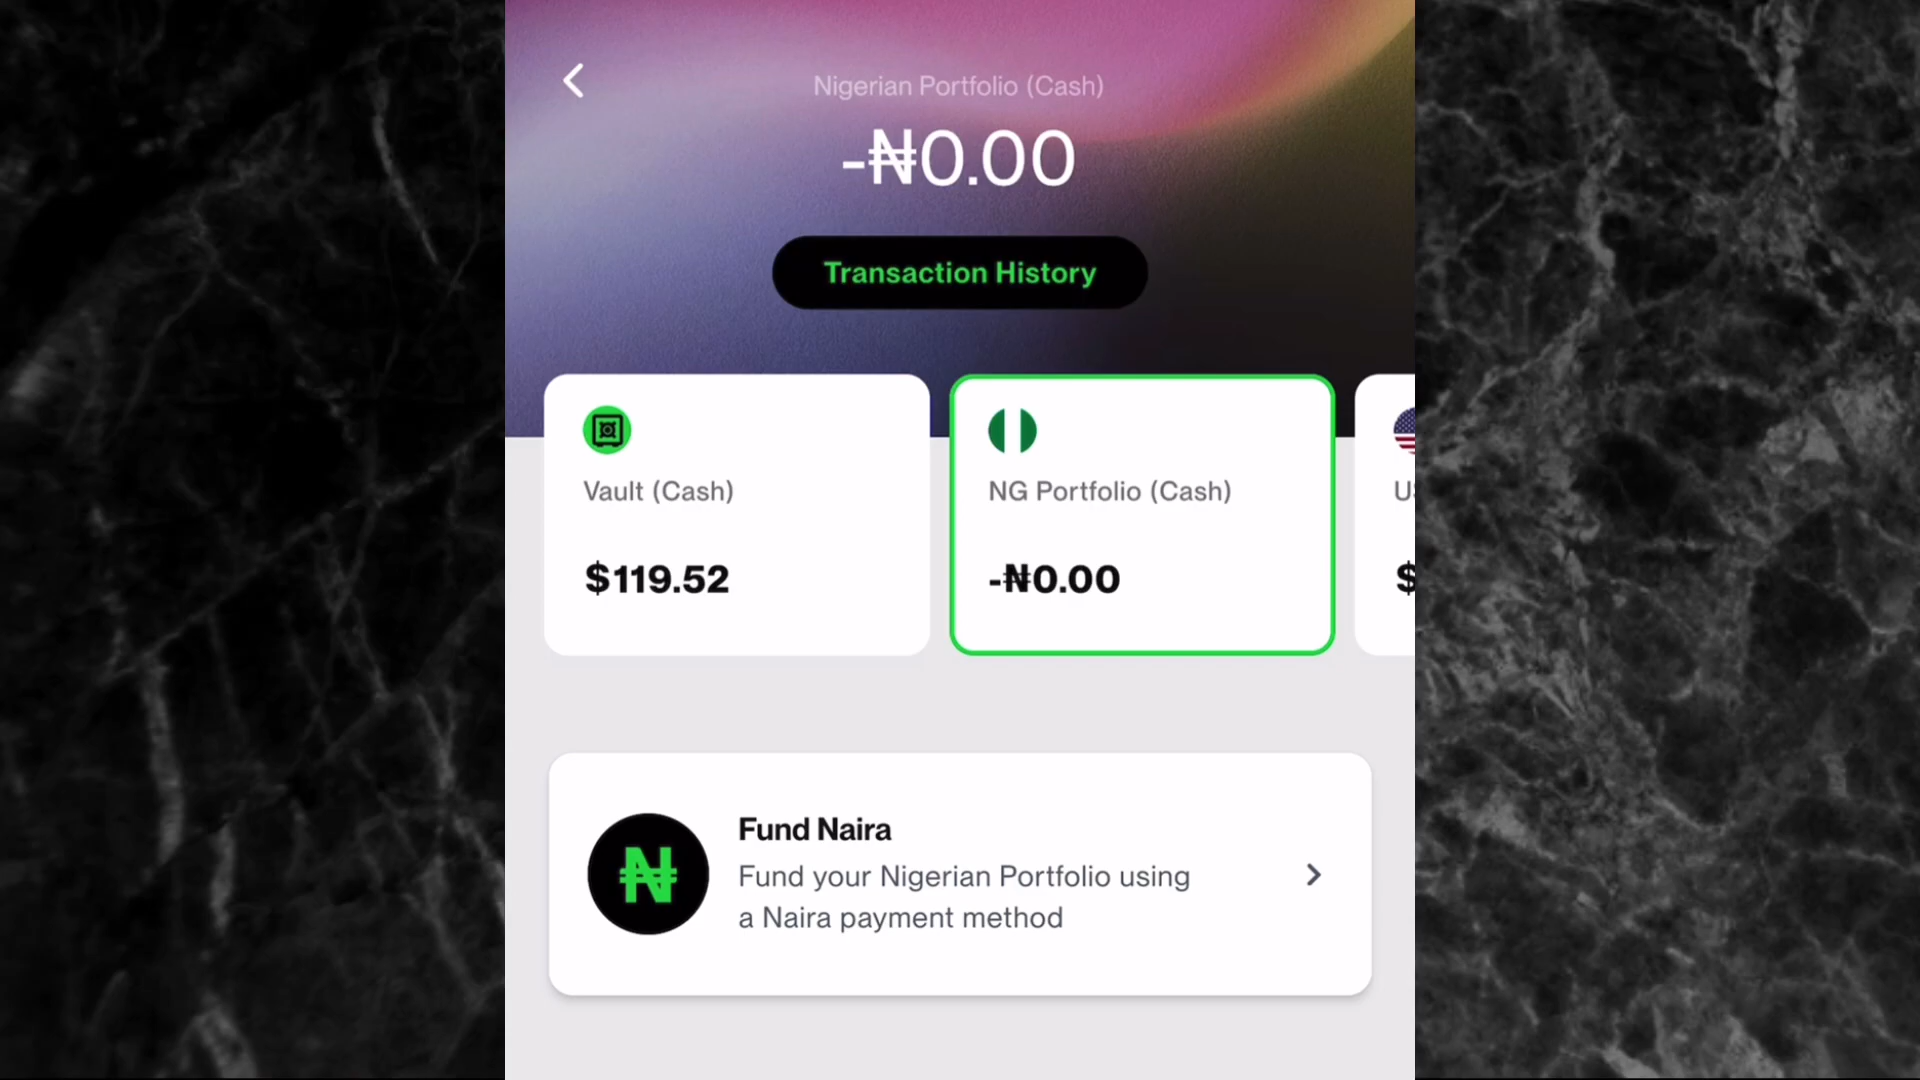 Nigerian Portfolio (Cash)
-₦0.00
Transaction History
Vault (Cash)
$119.52
NG Portfolio (Cash)
-₦0.00
$
₦
Fund Naira
Fund your Nigerian Portfolio using
a Naira payment method